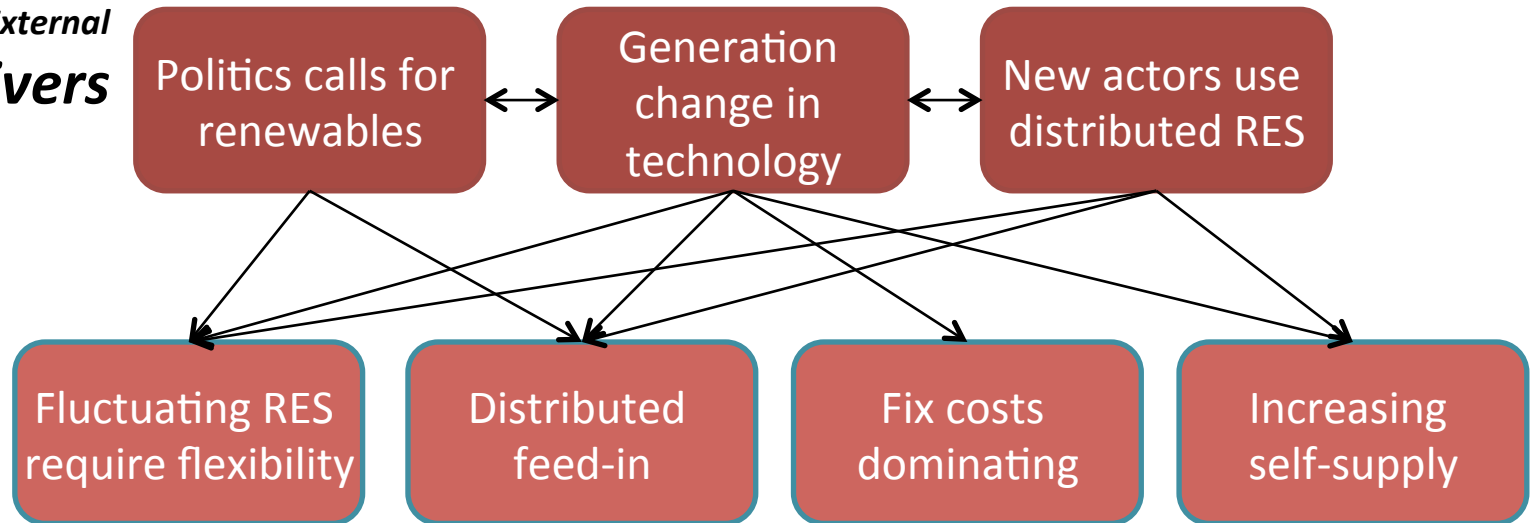 External
ivers
Politics calls for
renewables
Generation
change in
technology
New actors use
distributed RES
Fluctuating RES
require flexibility
Distributed
feed-in
Fix costs
dominating
Increasing
self-supply